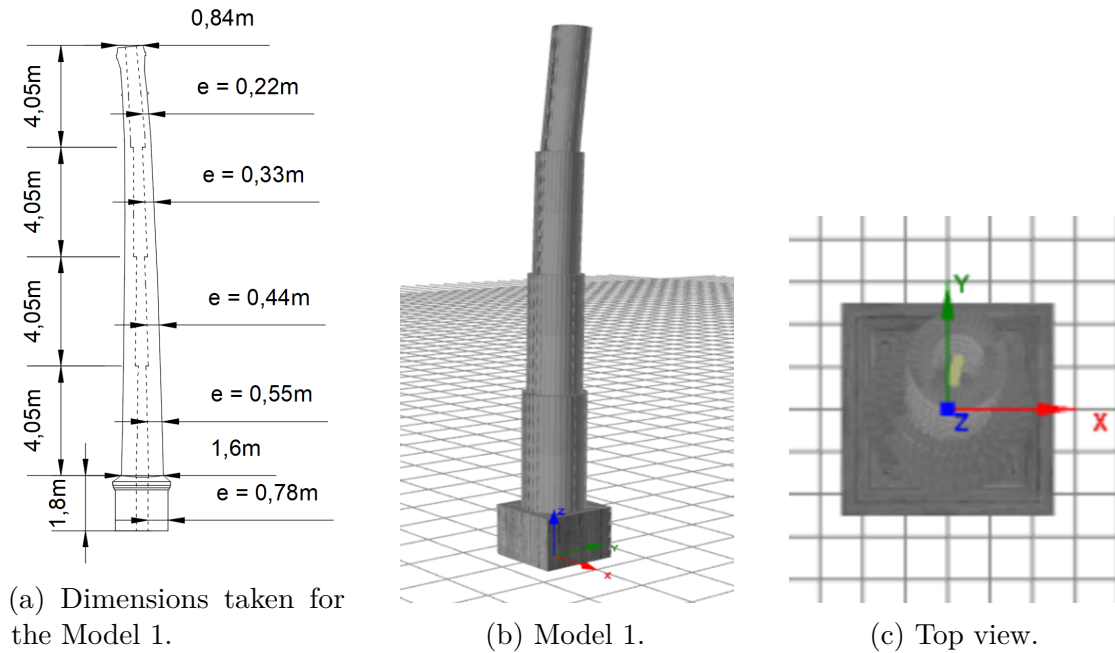 0,84m
4,05m
e = 0,22m
4,05m
e = 0,33m
4,05m
e = 0,44m
4,05m
e = 0,55m
1,6m
1,8m
e = 0,78m
(a) Dimensions taken for
the Model 1.
Z
Y
X
(b) Model 1.
Y
Z
X
(c) Top view.